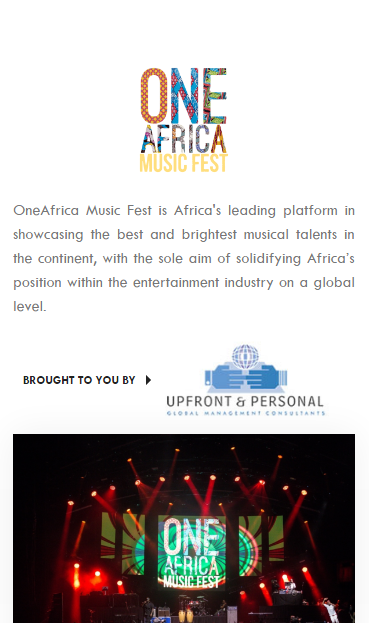 ONE
AFRICA
MUSIC FEST
OneAfrica Music Fest is Africa's leading platform in
showcasing the best and brightest musical talents in
the continent, with the sole aim of solidifying Africa's
position within the entertainment industry on a global
level.
BROUGHT TO YOU BY
UPFRONT & PERSONAL
GLOBAL MANAGEMENT CONSULTANTS
ONE
AFRICA
MUSIC FEST